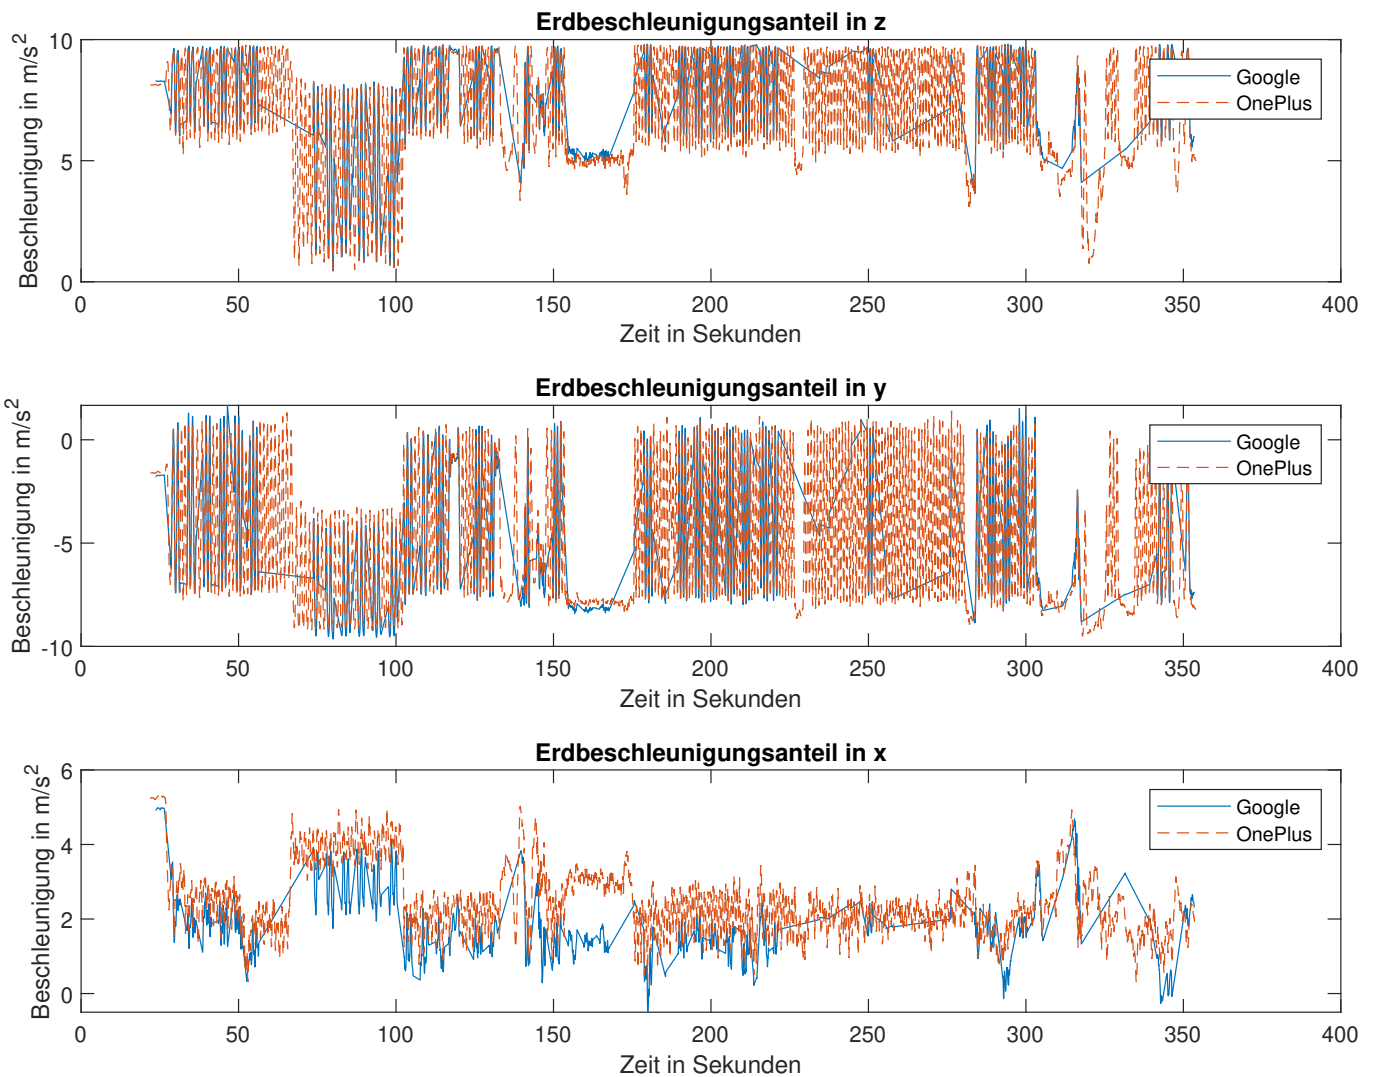 Erdbeschleunigungsanteil in z
Beschleunigung in m/s²
10
5
0
0 50 100 150 200 250 300 350 400
Zeit in Sekunden
Google
OnePlus
Erdbeschleunigungsanteil in y
Beschleunigung in m/s²
0
-5
-10
0 50 100 150 200 250 300 350 400
Zeit in Sekunden
Google
OnePlus
Erdbeschleunigungsanteil in x
Beschleunigung in m/s²
6
4
2
0
0 50 100 150 200 250 300 350 400
Zeit in Sekunden
Google
OnePlus